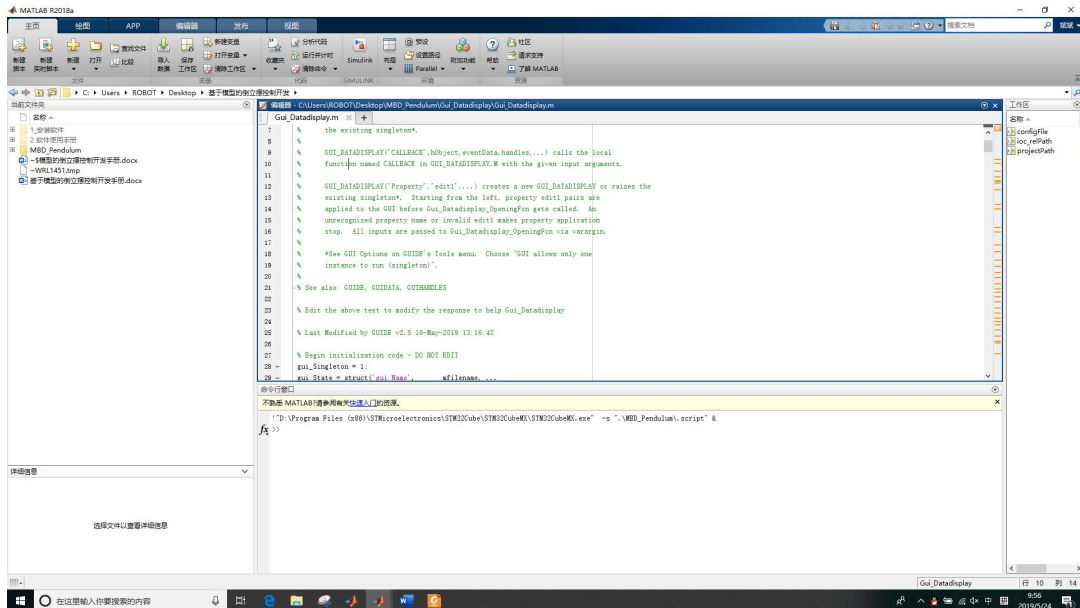 MATLAB R2018a
主页 绘图 APP 编辑器 发布 视图
搜索文档
新建 脚本
新建 实时脚本
新建
打开
查找文件
比较
导入 数据
保存 工作区
新建变量
打开变量
清除工作区
收藏夹
分析代码
运行并计时
清除命令
Simulink
布局
预设
设置路径
Parallel
附加功能
帮助
社区
请求支持
了解 MATLAB
文件 变量 代码 SIMULINK 环境 资源
C: Users ROBOT Desktop 基于模型的倒立摆控制开发
当前文件夹
名称
1_安装软件
2 软件使用手册
MBD_Pendulum
~$模型的倒立摆控制开发手册.docx
~WRL1451.tmp
基于模型的倒立摆控制开发手册.docx
详细信息
选择文件以查看详细信息
编辑器 - C:\Users\ROBOT\Desktop\MBD_Pendulum\Gui_Datadisplay\Gui_Datadisplay.m
Gui_Datadisplay.m
7 % the existing singleton*.
8 %
9 % GUI_DATADISPLAY('CALLBACK',hObject,eventData,handles,...) calls the local
10 % function named CALLBACK in GUI_DATADISPLAY.M with the given input arguments.
11 %
12 % GUI_DATADISPLAY('Property','edit1',...) creates a new GUI_DATADISPLAY or raises the
13 % existing singleton*. Starting from the left, property edit1 pairs are
14 % applied to the GUI before Gui_Datadisplay_OpeningFcn gets called. An
15 % unrecognized property name or invalid edit1 makes property application
16 % stop. All inputs are passed to Gui_Datadisplay_OpeningFcn via varargin.
17 %
18 % *See GUI Options on GUIDE's Tools menu. Choose "GUI allows only one
19 % instance to run (singleton)".
20 %
21 % See also: GUIDE, GUIDATA, GUIHANDLES
22
23 % Edit the above text to modify the response to help Gui_Datadisplay
24
25 % Last Modified by GUIDE v2.5 16-May-2019 13:16:42
26
27 % Begin initialization code - DO NOT EDIT
28 - gui_Singleton = 1;
29 - gui_State = struct('gui_Name', mfilename, ...
命令行窗口
不熟悉 MATLAB?请参阅有关快速入门的资源。
!"D:\Program Files (x86)\STMicroelectronics\STM32Cube\STM32CubeMX\STM32CubeMX.exe" -s ".\MBD_Pendulum\.script" &
fx >>
工作区
名称
configFile
ioc_relPath
projectPath
Gui_Datadisplay 行 10 列 14
在这里输入你要搜索的内容
中
9:56
2019/5/24